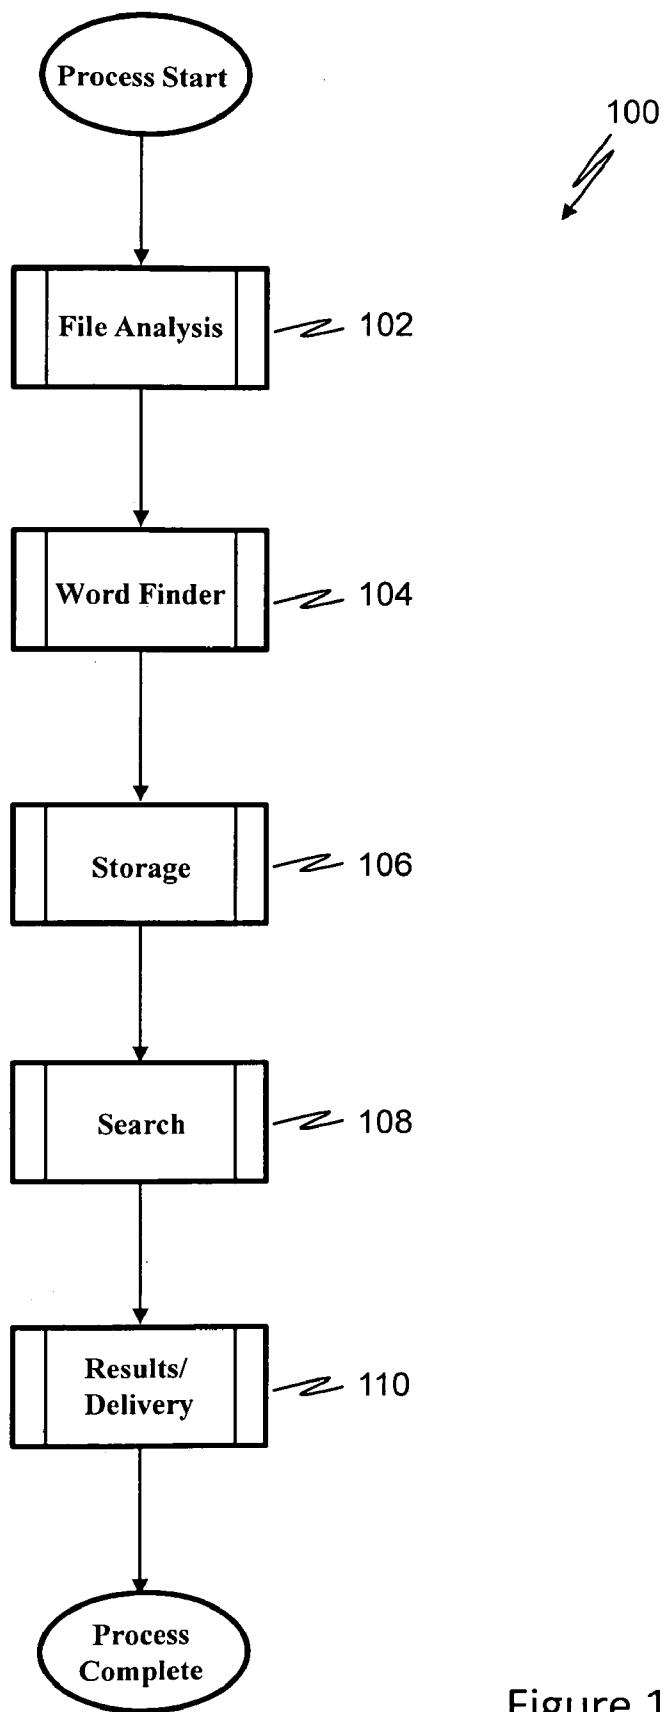 Process Start
100
File Analysis
102
Word Finder
104
Storage
106
Search
108
Results/
Delivery
110
Process
Complete
Figure 1